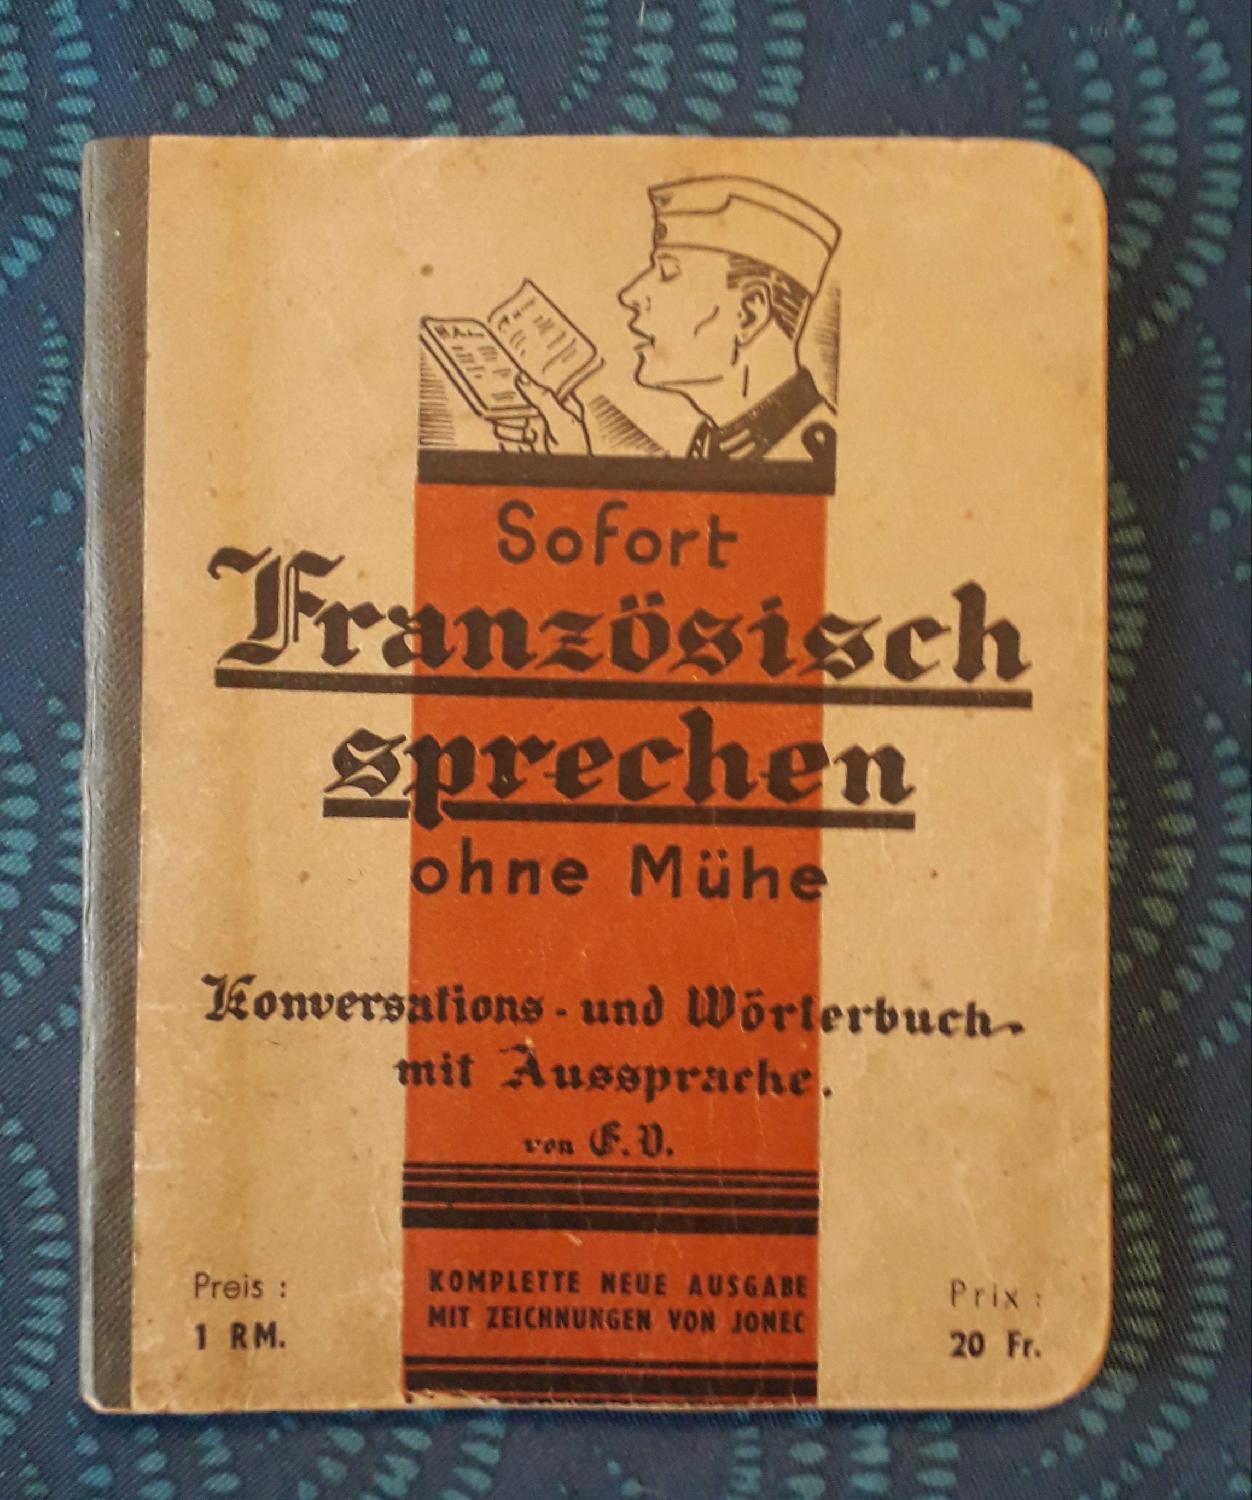 Sofort
Französisch
sprechen
ohne Mühe
Konversations - und Wörterbuch
mit Aussprache.
von E. V.
KOMPLETTE NEUE AUSGABE
MIT ZEICHNUNGEN VON JONEC
Preis :
1 RM.
Prix :
20 Fr.